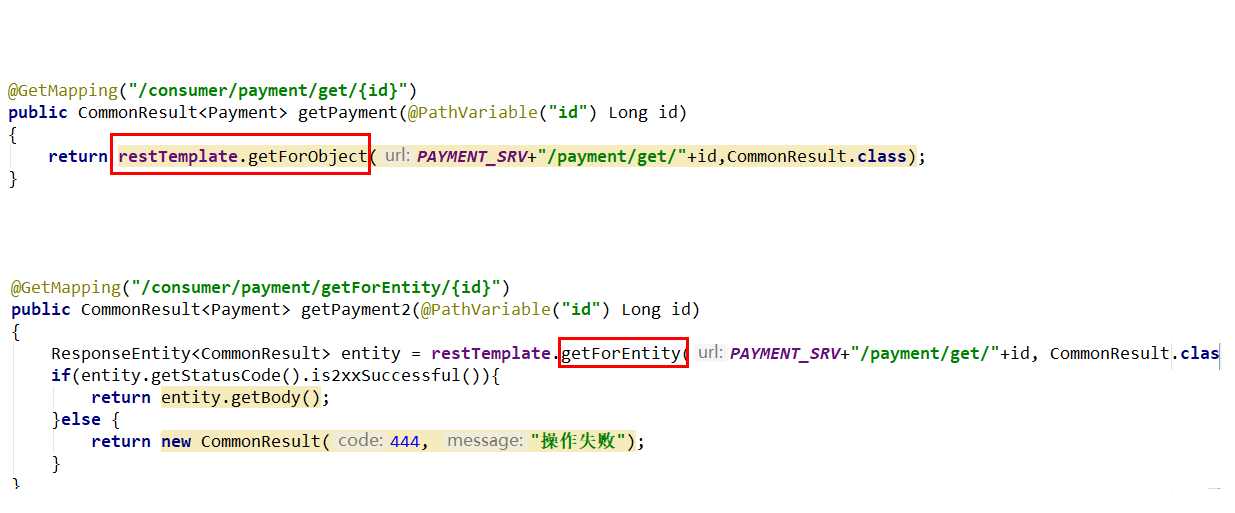 @GetMapping("/consumer/payment/get/{id}")
public CommonResult<Payment> getPayment(@PathVariable("id") Long id)
{
return restTemplate.getForObject( url: PAYMENT_SRV+"/payment/get/"+id,CommonResult.class);
}
@GetMapping("/consumer/payment/getForEntity/{id}")
public CommonResult<Payment> getPayment2(@PathVariable("id") Long id)
{
ResponseEntity<CommonResult> entity = restTemplate.getForEntity( url: PAYMENT_SRV+"/payment/get/"+id, CommonResult.clas
if(entity.getStatusCode().is2xxSuccessful()){
return entity.getBody();
}else {
return new CommonResult( code: 444, message: "操作失败");
}
}